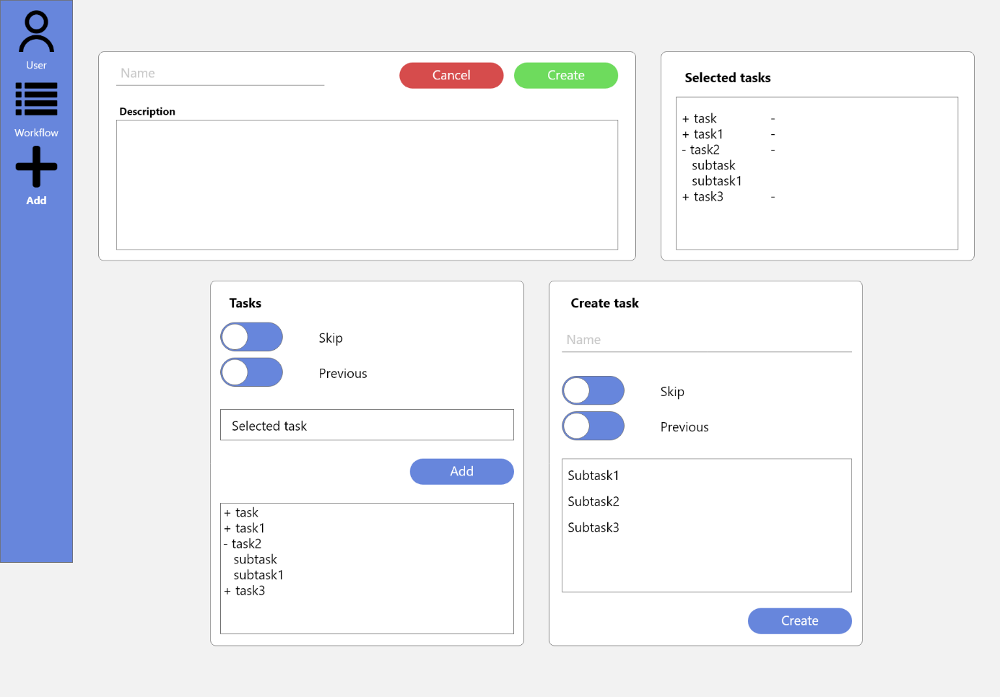 User
Workflow
Add
Name
Cancel
Create
Description
Selected tasks
+ task -
+ task1 -
- task2 -
subtask
subtask1
+ task3 -
Tasks
Skip
Previous
Selected task
Add
+ task
+ task1
- task2
subtask
subtask1
+ task3
Create task
Name
Skip
Previous
Subtask1
Subtask2
Subtask3
Create